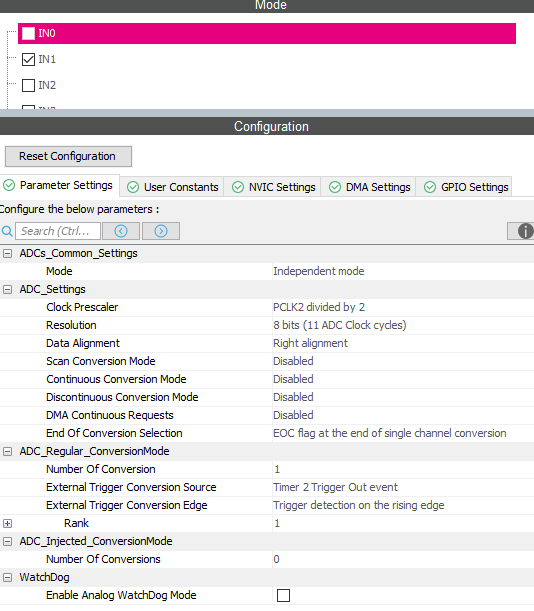 Mode
IN0
IN1
IN2
Configuration
Reset Configuration
Parameter Settings User Constants NVIC Settings DMA Settings GPIO Settings
Configure the below parameters :
Search (Ctrl...
ADCs_Common_Settings
Mode Independent mode
ADC_Settings
Clock Prescaler PCLK2 divided by 2
Resolution 8 bits (11 ADC Clock cycles)
Data Alignment Right alignment
Scan Conversion Mode Disabled
Continuous Conversion Mode Disabled
Discontinuous Conversion Mode Disabled
DMA Continuous Requests Disabled
End Of Conversion Selection EOC flag at the end of single channel conversion
ADC_Regular_ConversionMode
Number Of Conversion 1
External Trigger Conversion Source Timer 2 Trigger Out event
External Trigger Conversion Edge Trigger detection on the rising edge
Rank 1
ADC_Injected_ConversionMode
Number Of Conversions 0
WatchDog
Enable Analog WatchDog Mode